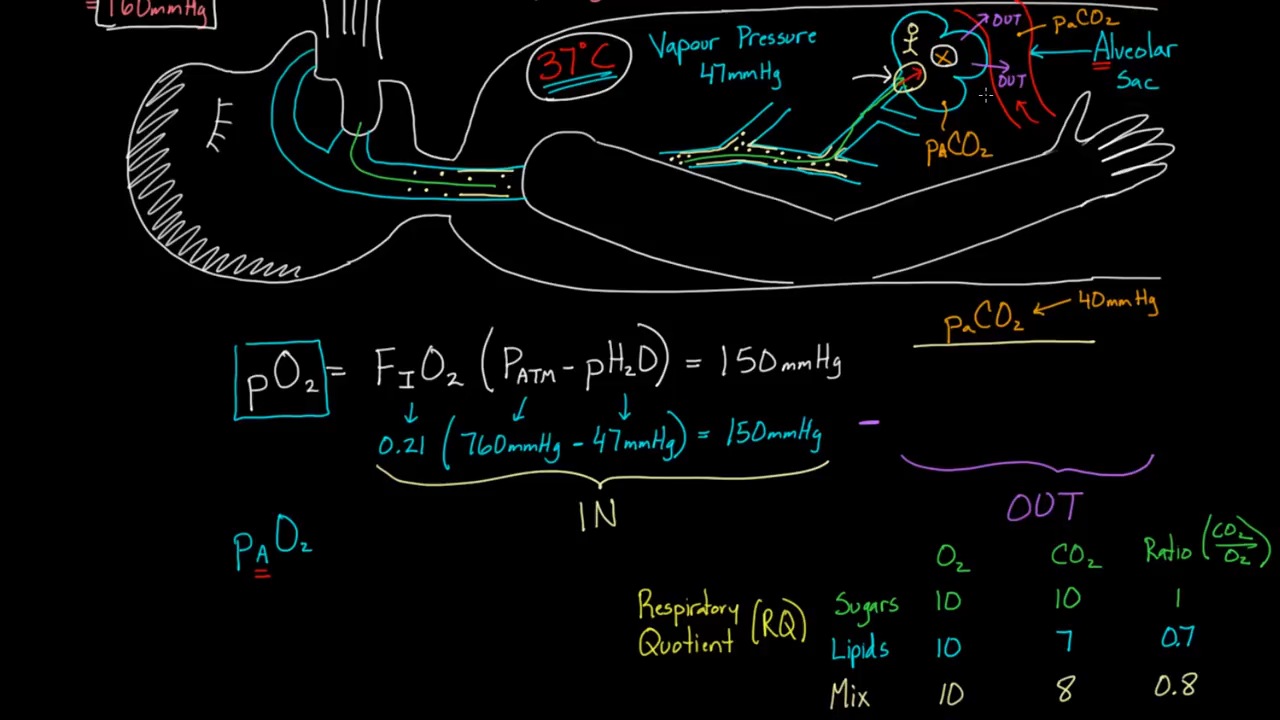 = 160mmHg
37°C
Vapour Pressure
47mmHg
OUT
OUT
X
paCO₂
Alveolar
Sac
pACO₂
paCO₂ ← 40mmHg
pO₂ = FIO₂ (PATM - pH₂O) = 150mmHg
0.21 (760mmHg - 47mmHg) = 150mmHg -
IN
OUT
pAO₂
O₂ CO₂ Ratio (CO₂/O₂)
Respiratory
Quotient (RQ)
Sugars 10 10 1
Lipids 10 7 0.7
Mix 10 8 0.8